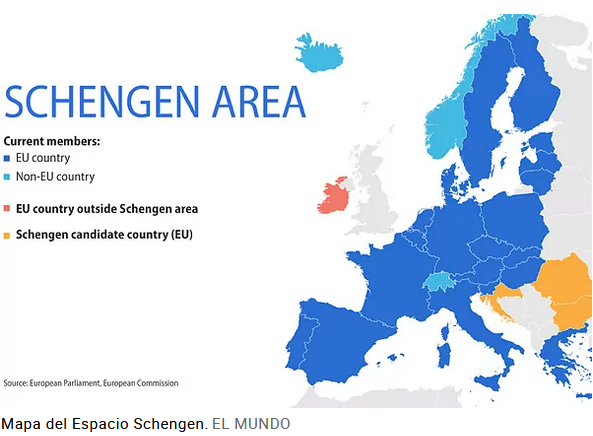 SCHENGEN AREA
Current members:
EU country
Non-EU country
EU country outside Schengen area
Schengen candidate country (EU)
Source: European Parliament, European Commission
Mapa del Espacio Schengen. EL MUNDO